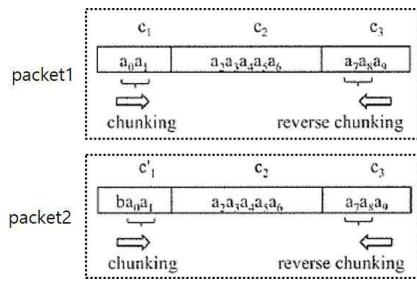 c₁ c₂ c₃
packet1
a₀a₁ a₂a₃a₄a₅a₆ a₇a₈a₉
chunking reverse chunking
c'₁ c₂ c₃
packet2
ba₀a₁ a₂a₃a₄a₅a₆ a₇a₈a₉
chunking reverse chunking